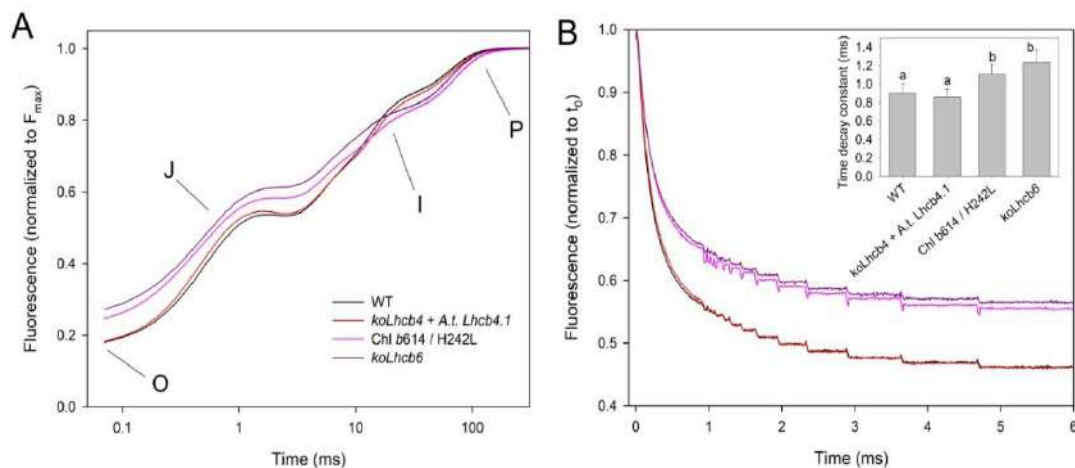 A
Fluorescence (normalized to Fmax)
1.0
0.8
0.6
0.4
0.2
0.0
J
O
I
P
WT
koLhcb4 + A.t. Lhcb4.1
Chl b614 / H242L
koLhcb6
0.1
1
10
100
Time (ms)
B
Fluorescence (normalized to t0)
1.0
0.9
0.8
0.7
0.6
0.5
0.4
Time decay constant (ms)
1.4
1.2
1.0
0.8
0.6
0.4
0.2
0.0
a
a
b
b
WT
koLhcb4 + A.t. Lhcb4.1
Chl b614 / H242L
koLhcb6
0
1
2
3
4
5
6
Time (ms)